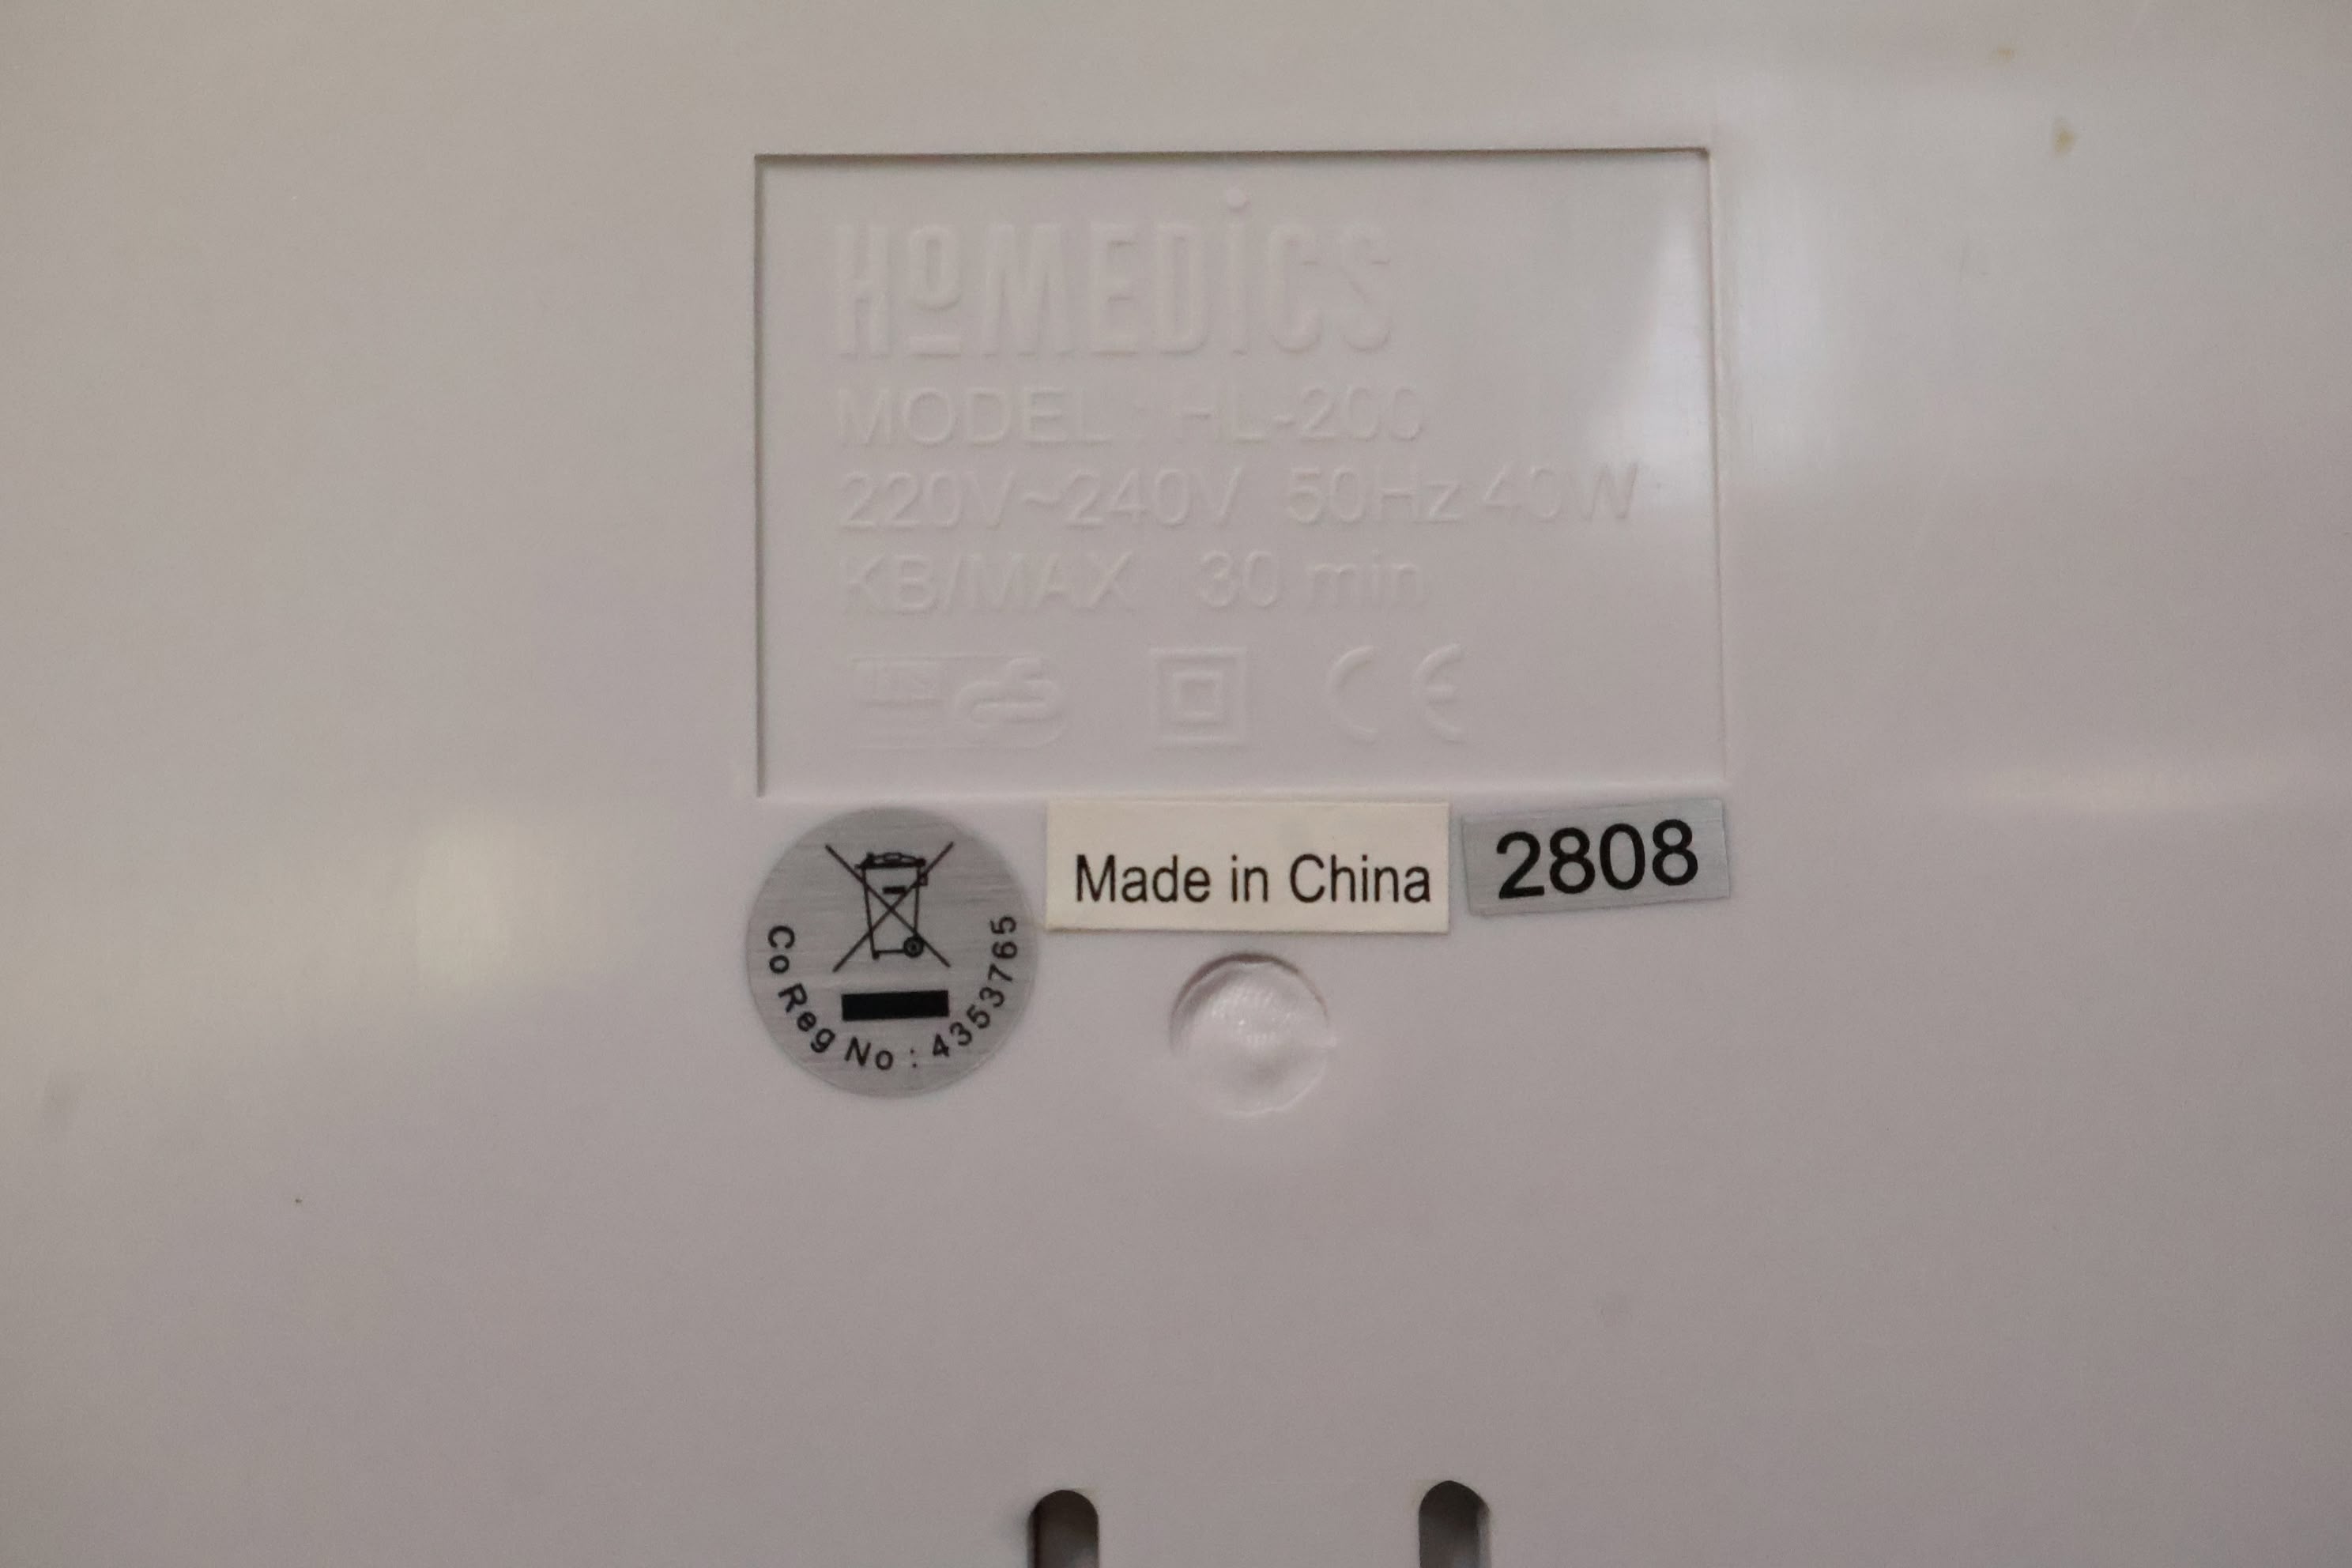 HoMEDiCS
MODEL : HL-200
220V~240V 50Hz 40W
KB/MAX 30 min
CE
Made in China
2808
Co Reg No : 4353765